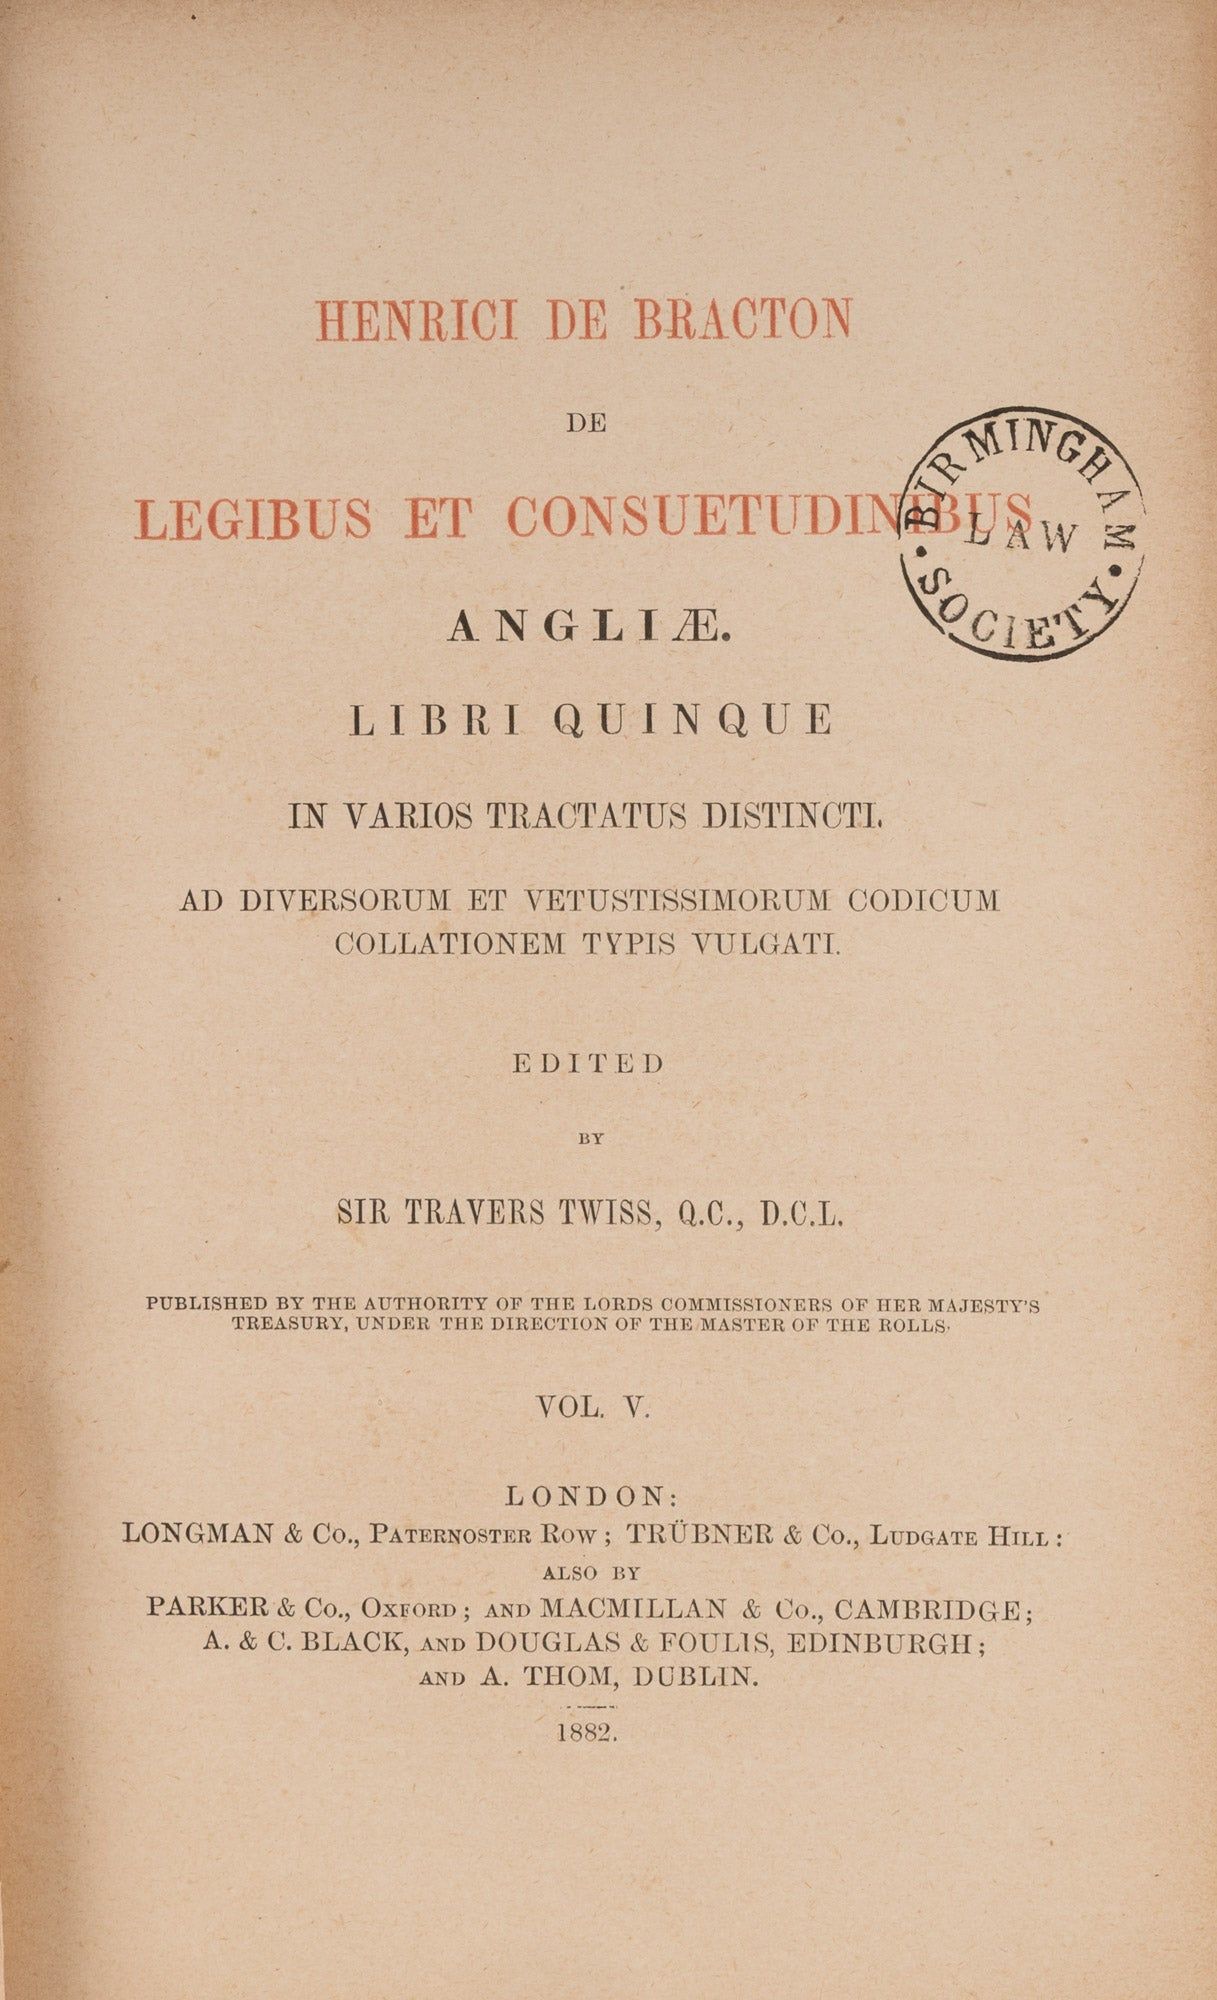 HENRICI DE BRACTON
DE
LEGIBUS ET CONSUETUDINIBUS
ANGLIÆ.
LIBRI QUINQUE
IN VARIOS TRACTATUS DISTINCTI.
AD DIVERSORUM ET VETUSTISSIMORUM CODICUM
COLLATIONEM TYPIS VULGATI.
EDITED
BY
SIR TRAVERS TWISS, Q.C., D.C.L.
PUBLISHED BY THE AUTHORITY OF THE LORDS COMMISSIONERS OF HER MAJESTY'S
TREASURY, UNDER THE DIRECTION OF THE MASTER OF THE ROLLS.
VOL. V.
LONDON:
LONGMAN & Co., PATERNOSTER ROW; TRÜBNER & Co., LUDGATE HILL:
ALSO BY
PARKER & Co., OXFORD; AND MACMILLAN & Co., CAMBRIDGE;
A. & C. BLACK, AND DOUGLAS & FOULIS, EDINBURGH;
AND A. THOM, DUBLIN.
1882.
BIRMINGHAM
LAW
SOCIETY